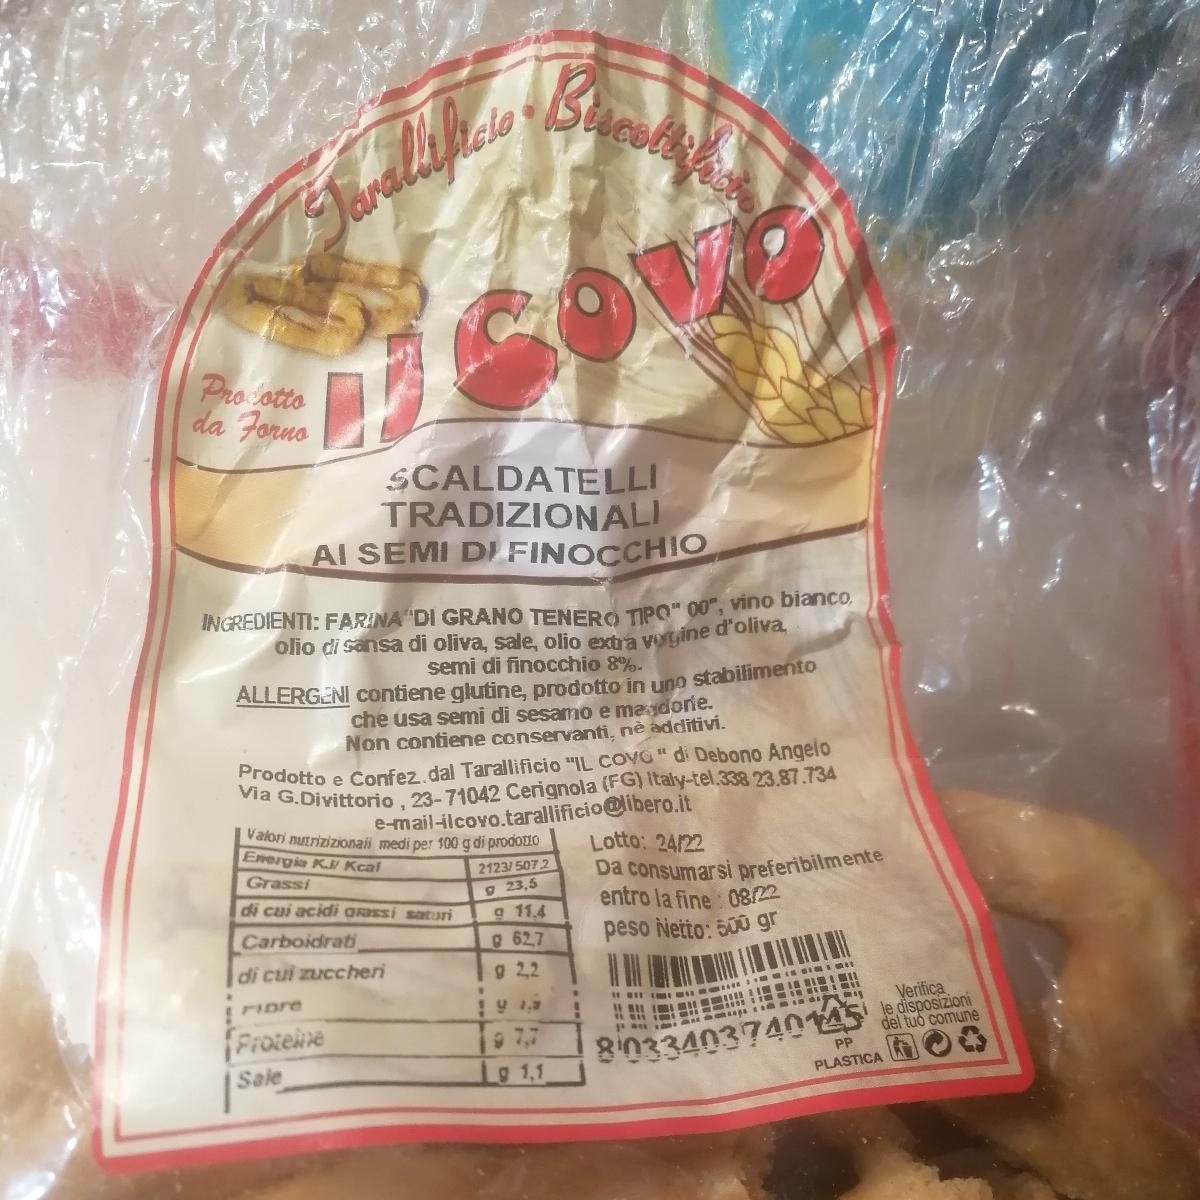 Tarallificio - Biscottificio
IL COVO
Prodotto
da Forno
SCALDATELLI
TRADIZIONALI
AI SEMI DI FINOCCHIO
INGREDIENTI: FARINA "DI GRANO TENERO TIPO" 00", vino bianco,
olio di sansa di oliva, sale, olio extra vergine d'oliva,
semi di finocchio 8%.
ALLERGENI contiene glutine, prodotto in uno stabilimento
che usa semi di sesamo e mandorle.
Non contiene conservanti, nè additivi.
Prodotto e Confez. dal Tarallificio "IL COVO" di Debono Angelo
Via G.Divittorio , 23- 71042 Cerignola (FG) Italy-tel.338 23.87.734
e-mail-ilcovo.tarallificio@libero.it
Valori nutrizizionali medi per 100 g di prodotto
Energia KJ/ Kcal 2123/507.2
Grassi g 23,5
di cui acidi grassi saturi g 11.4
Carboidrati g 62,7
di cui zuccheri g 2,2
FIBRE g
Proteine g 7,7
Sale g 1,1
Lotto: 24/22
Da consumarsi preferibilmente
entro la fine : 08/22
peso Netto: 500 gr
8 033403 740145
PP
PLASTICA
Verifica
le disposizioni
del tuo comune